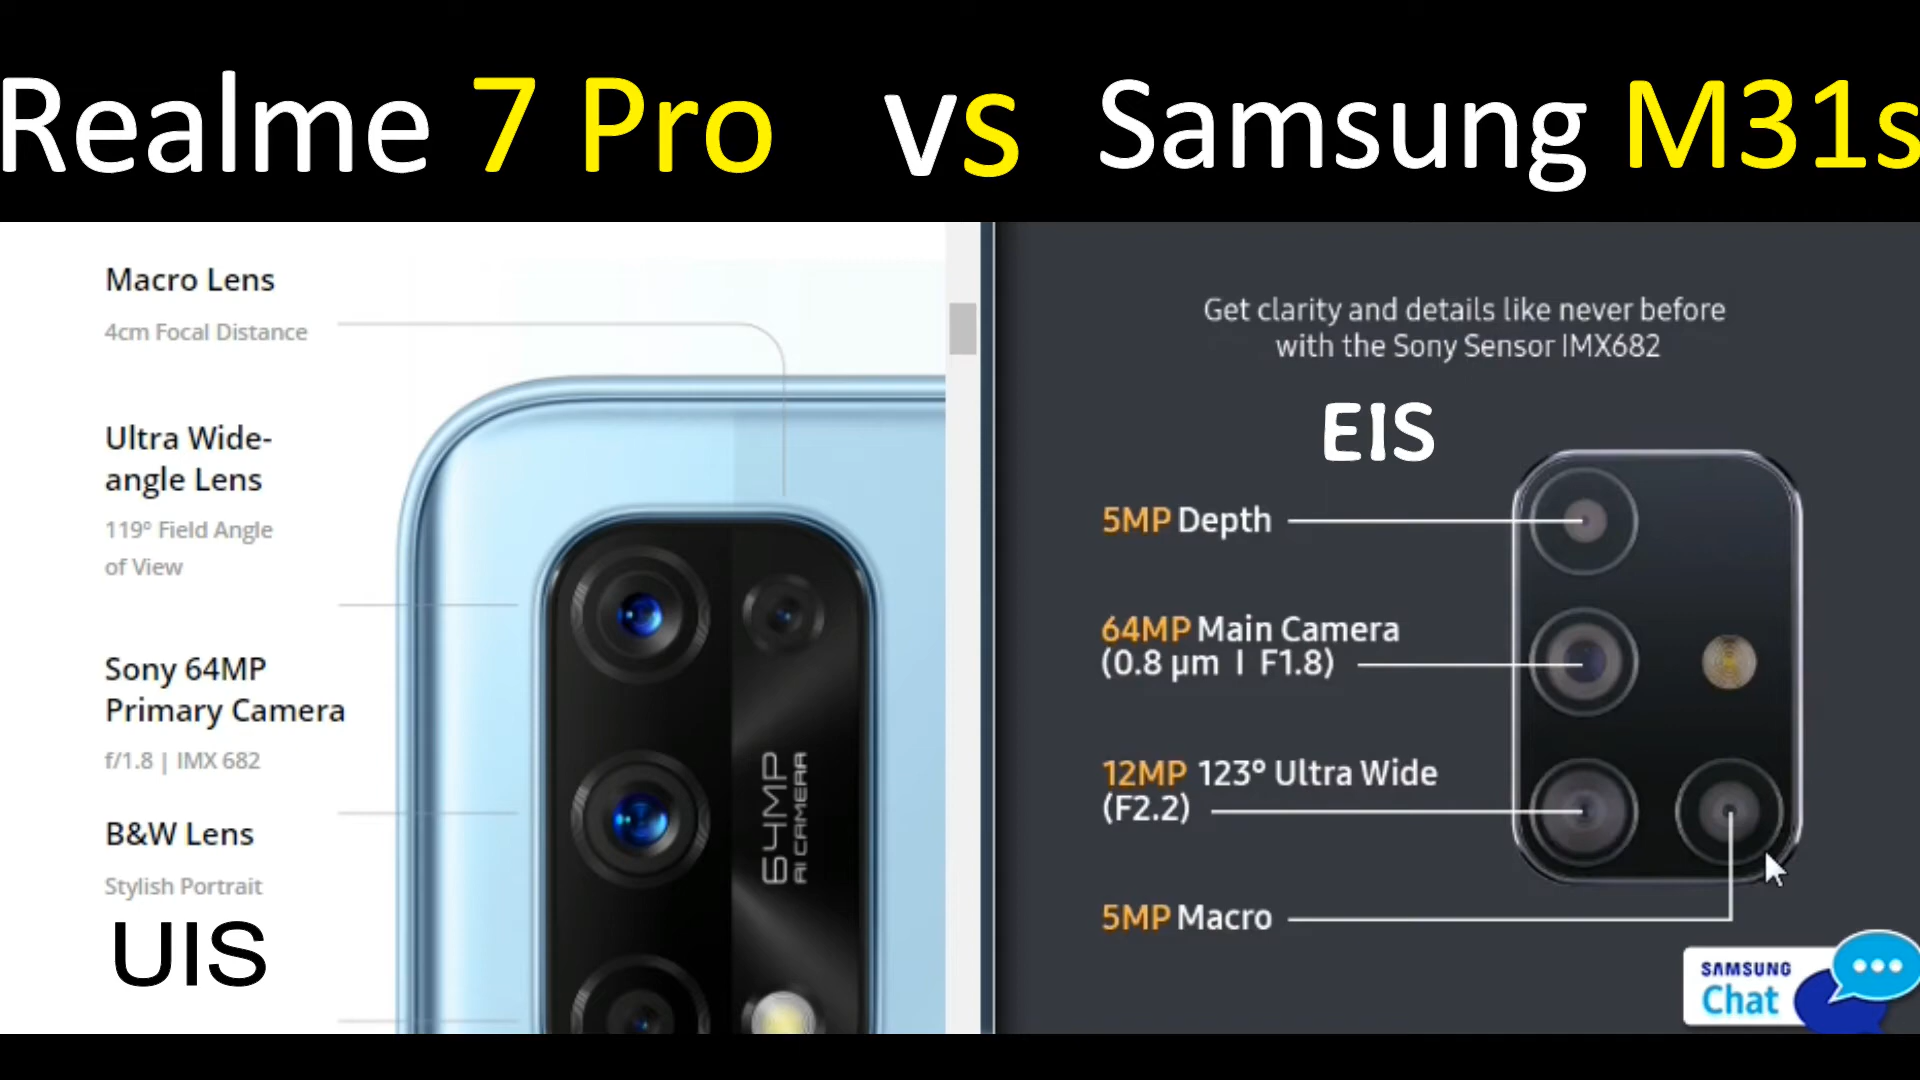 Realme 7 Pro vs Samsung M31s
Macro Lens
4cm Focal Distance
Ultra Wide-
angle Lens
119° Field Angle
of View
Sony 64MP
Primary Camera
f/1.8 | IMX 682
B&W Lens
Stylish Portrait
UIS
64MP
AI CAMERA
Get clarity and details like never before
with the Sony Sensor IMX682
EIS
5MP Depth
64MP Main Camera
(0.8 μm I F1.8)
12MP 123° Ultra Wide
(F2.2)
5MP Macro
SAMSUNG
Chat